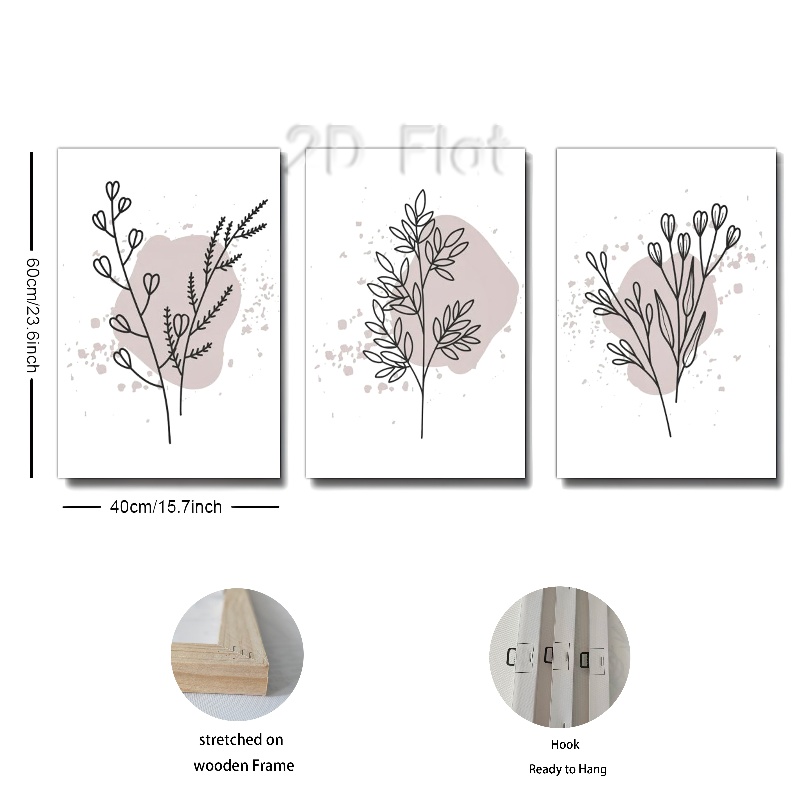 2D Flat
60cm/23.6inch
40cm/15.7inch
stretched on
wooden Frame
Hook
Ready to Hang